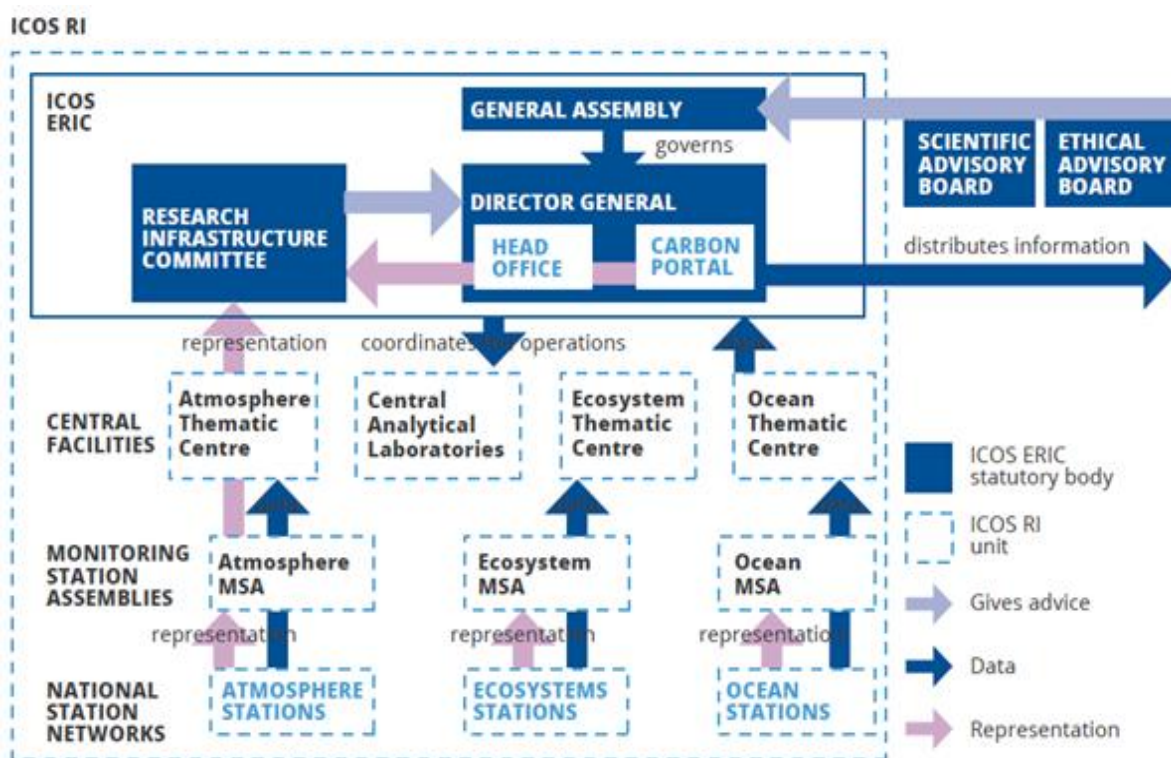 ICOS RI
ICOS
ERIC
GENERAL ASSEMBLY
governs
SCIENTIFIC
ADVISORY
BOARD
ETHICAL
ADVISORY
BOARD
RESEARCH
INFRASTRUCTURE
COMMITTEE
DIRECTOR GENERAL
HEAD
OFFICE
CARBON
PORTAL
distributes information
representation
coordinates
operations
CENTRAL
FACILITIES
Atmosphere
Thematic
Centre
Central
Analytical
Laboratories
Ecosystem
Thematic
Centre
Ocean
Thematic
Centre
ICOS ERIC
statutory body
ICOS RI
unit
MONITORING
STATION
ASSEMBLIES
Atmosphere
MSA
Ecosystem
MSA
Ocean
MSA
Gives advice
representation
representation
representation
Data
NATIONAL
STATION
NETWORKS
ATMOSPHERE
STATIONS
ECOSYSTEMS
STATIONS
OCEAN
STATIONS
Representation